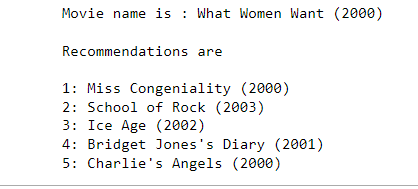 Movie name is : What Women Want (2000)
Recommendations are
1: Miss Congeniality (2000)
2: School of Rock (2003)
3: Ice Age (2002)
4: Bridget Jones's Diary (2001)
5: Charlie's Angels (2000)